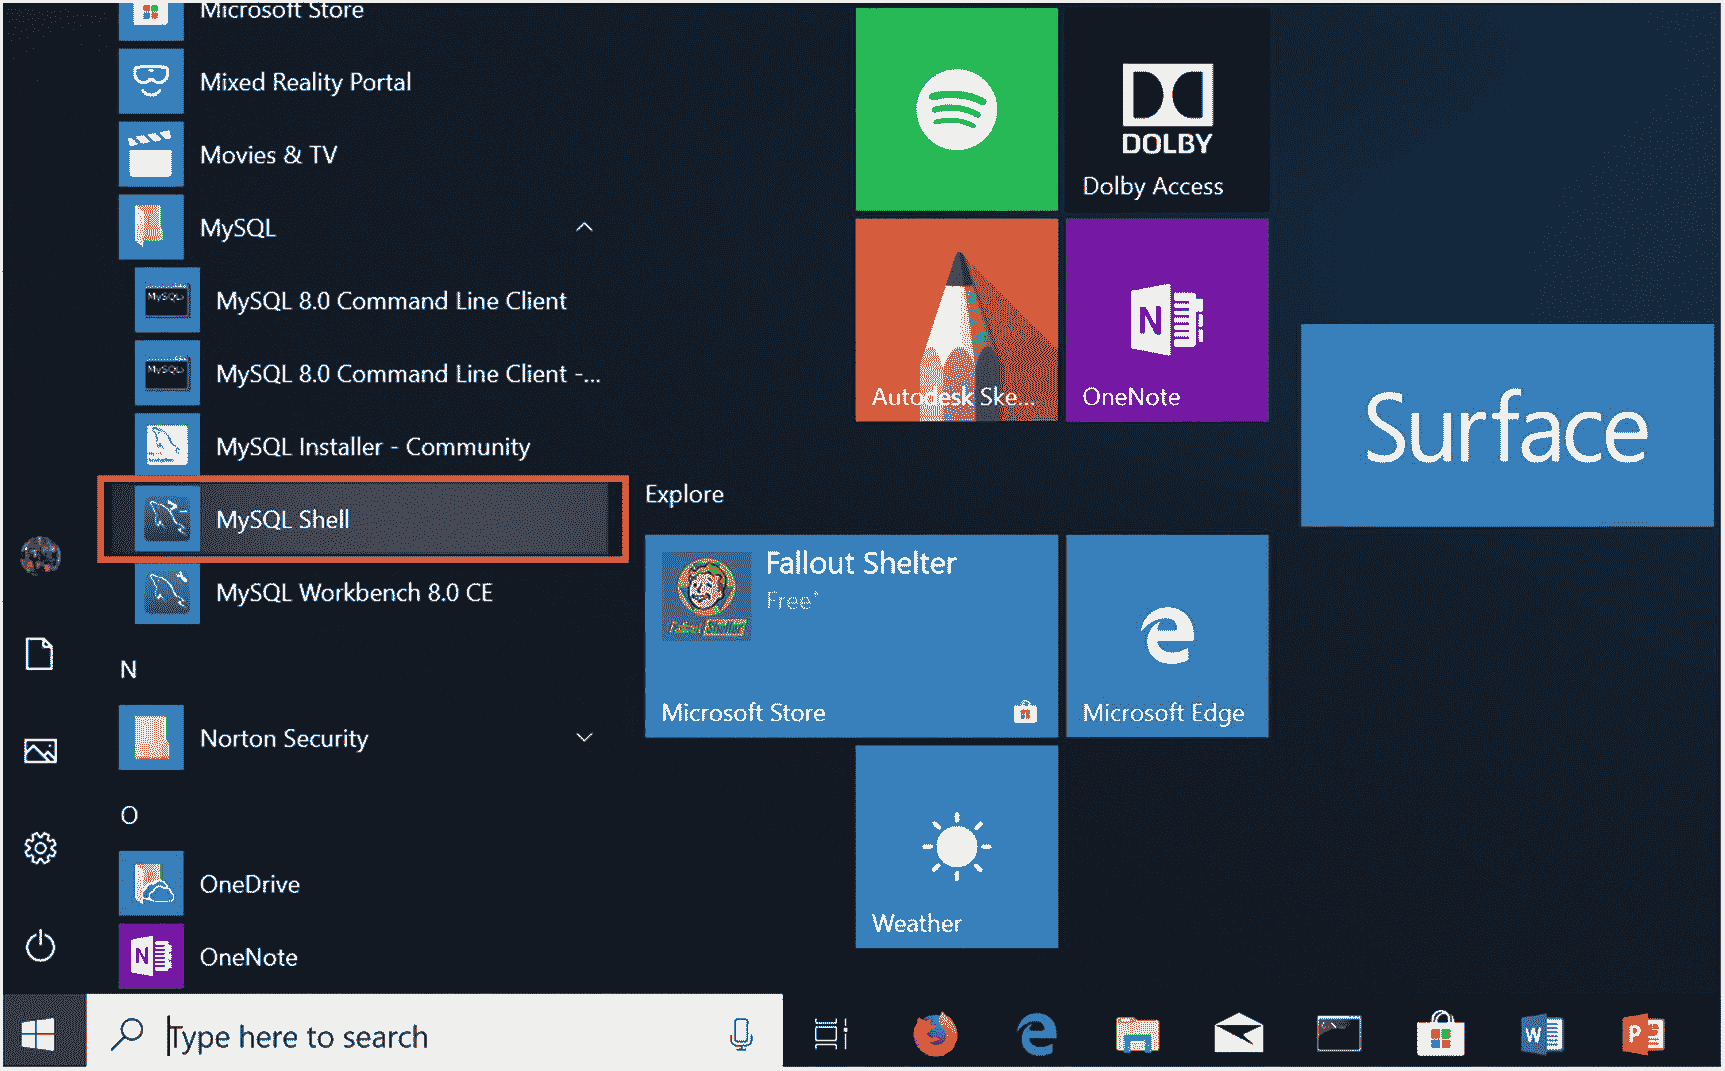 Microsoft Store
Mixed Reality Portal
Movies & TV
MySQL
MySQL 8.0 Command Line Client
MySQL 8.0 Command Line Client -...
MySQL Installer - Community
MySQL Shell
MySQL Workbench 8.0 CE
N
Norton Security
O
OneDrive
OneNote
Type here to search
DOLBY
Dolby Access
Autodesk Ske...
OneNote
Surface
Explore
Fallout Shelter
Free*
Fallout Shelter
Microsoft Store
Microsoft Edge
Weather